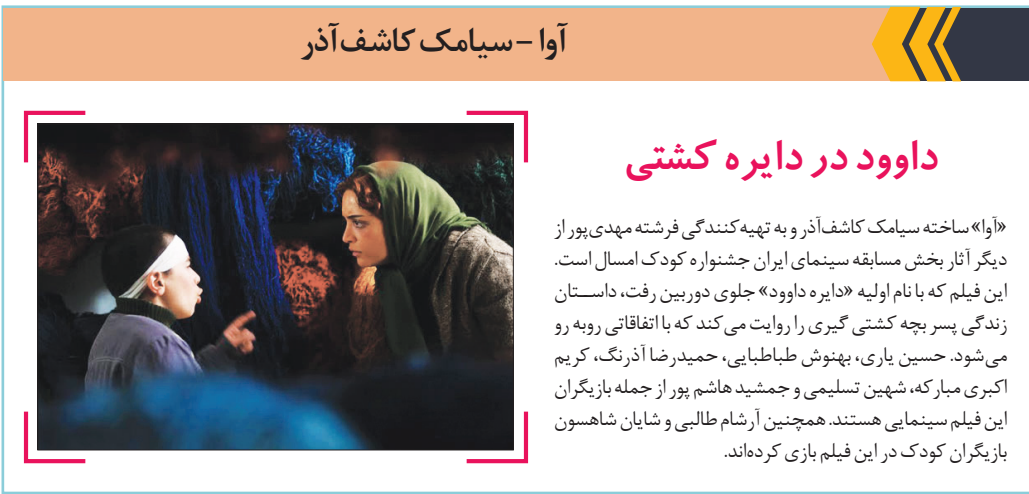 آوا - سیامک کاشف‌آذر
داوود در دایره کشتی
«آوا» ساخته سیامک کاشف‌آذر و به تهیه‌کنندگی فرشته مهدی‌پور از
دیگر آثار بخش مسابقه سینمای ایران جشنواره کودک امسال است.
این فیلم که با نام اولیه «دایره داوود» جلوی دوربین رفت، داستان
زندگی پسر بچه کشتی گیری را روایت می‌کند که با اتفاقاتی روبه رو
می‌شود. حسین یاری، بهنوش طباطبایی، حمیدرضا آذرنگ، کریم
اکبری مبارکه، شهین تسلیمی و جمشید هاشم پور از جمله بازیگران
این فیلم سینمایی هستند. همچنین آرشام طالبی و شایان شاهسون
بازیگران کودک در این فیلم بازی کرده‌اند.